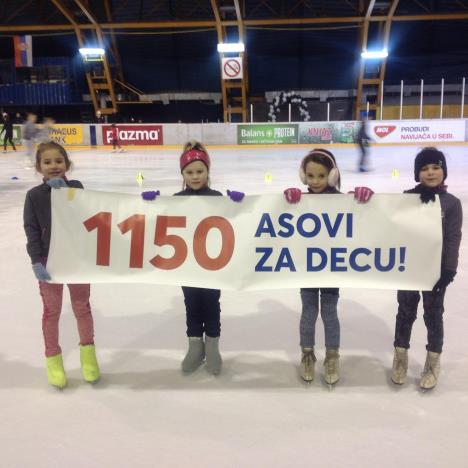 plazma
Balans+ PROTEIN
MOL
PROBUDI
NAVIJAČA U SEBI.
1150
ASOVI
ZA DECU!